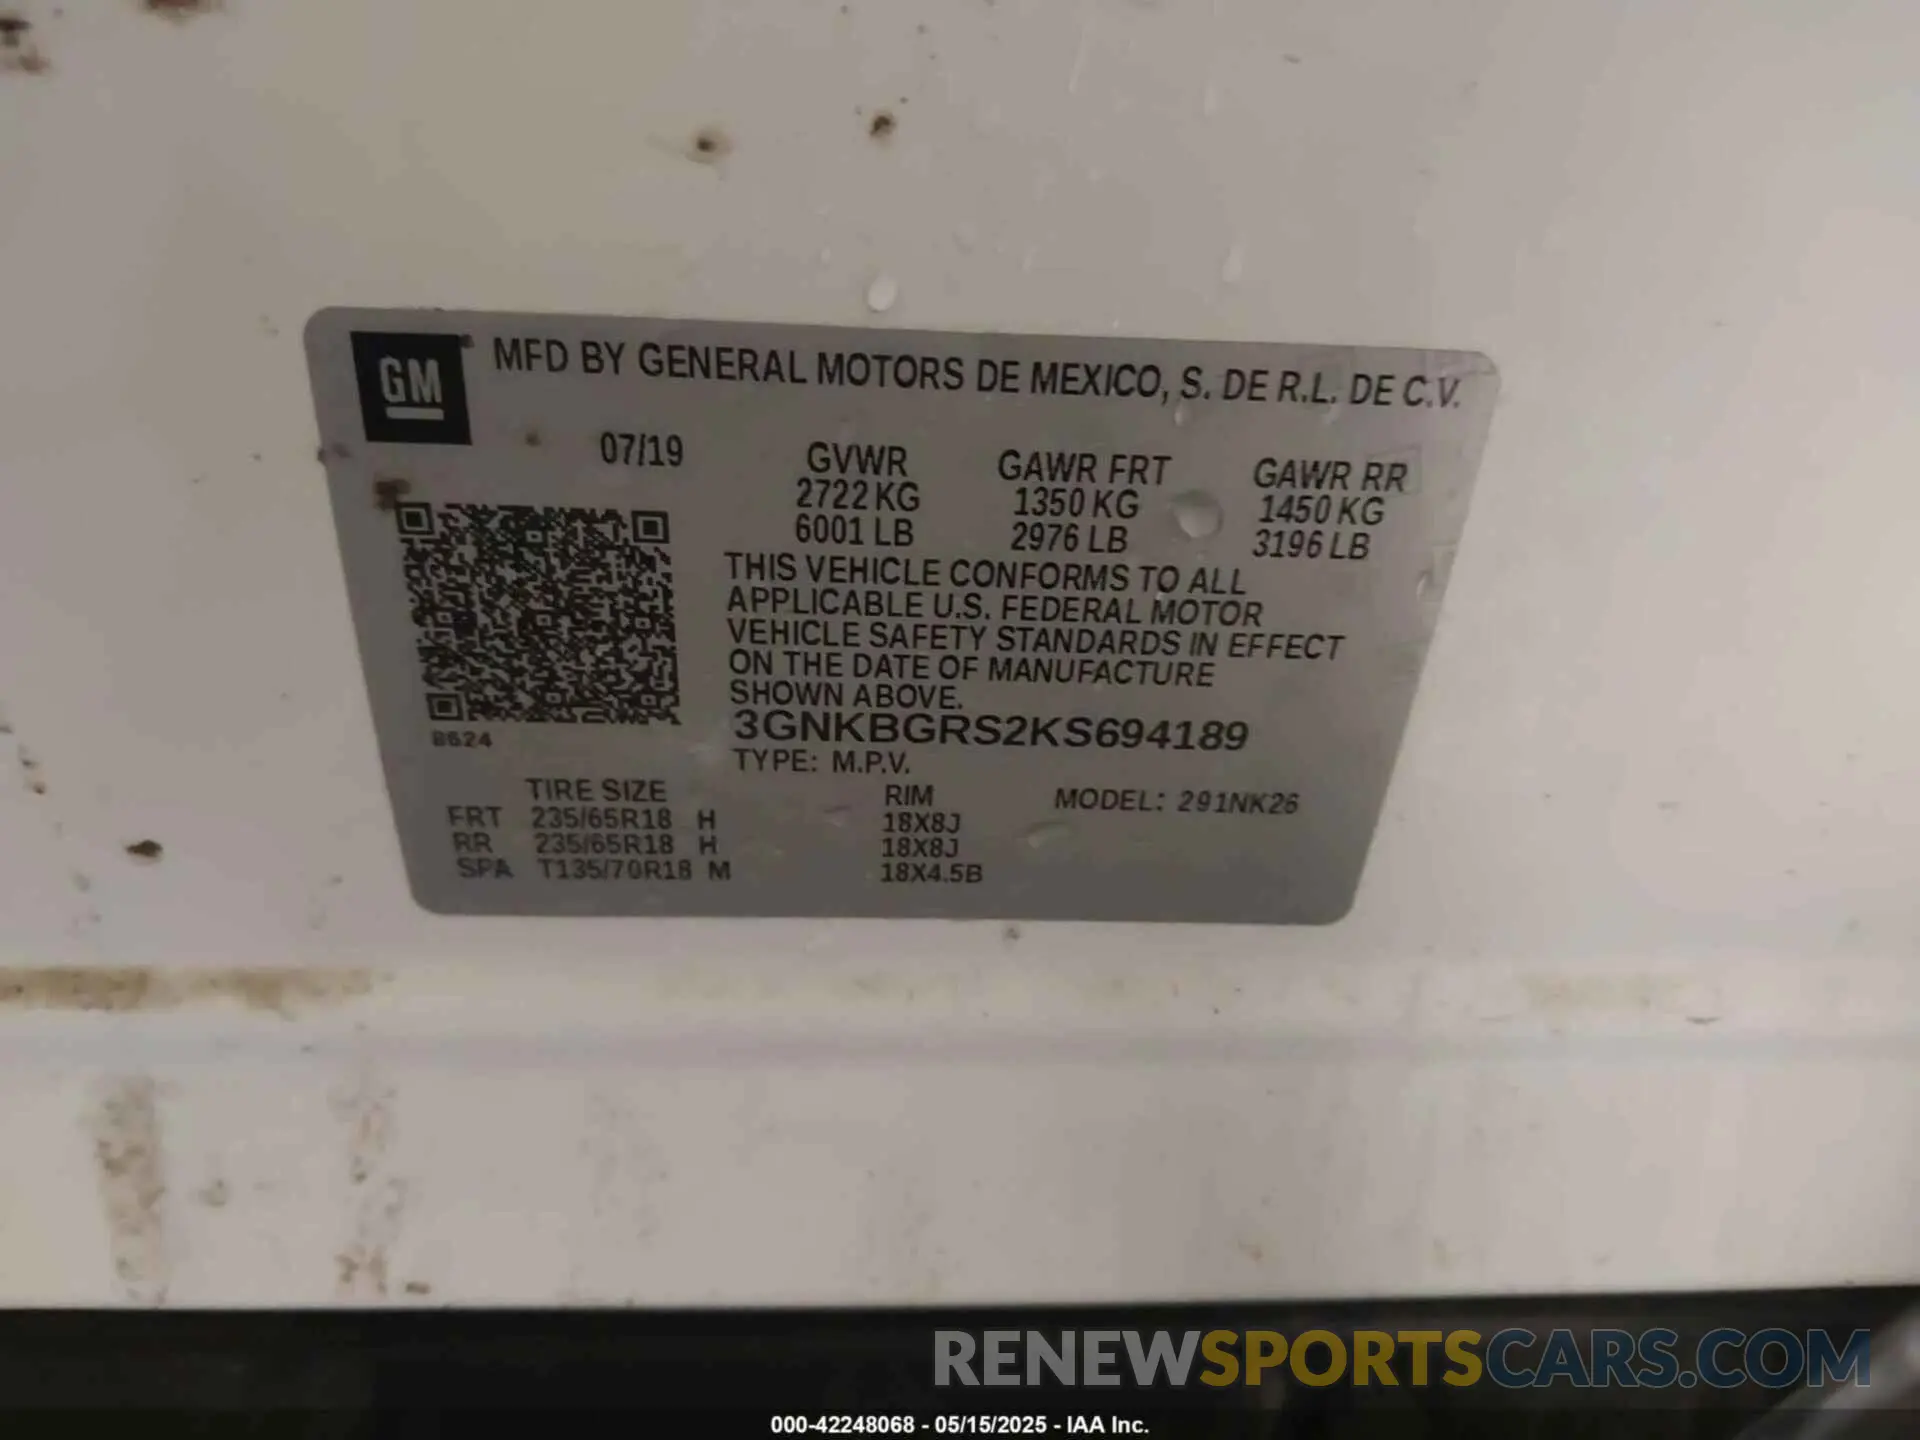 GM
MFD BY GENERAL MOTORS DE MEXICO, S. DE R.L. DE C.V.
07/19
GVWR GAWR FRT GAWR RR
2722 KG 1350 KG 1450 KG
6001 LB 2976 LB 3196 LB
THIS VEHICLE CONFORMS TO ALL
APPLICABLE U.S. FEDERAL MOTOR
VEHICLE SAFETY STANDARDS IN EFFECT
ON THE DATE OF MANUFACTURE
SHOWN ABOVE.
3GNKBGRS2KS694189
8624
TYPE: M.P.V.
TIRE SIZE RIM MODEL: 291NK26
FRT 235/65R18 H 18X8J
RR 235/65R18 H 18X8J
SPA T135/70R18 M 18X4.5B
RENEWSPORTSCARS.COM
000-42248068 - 05/15/2025 - IAA Inc.